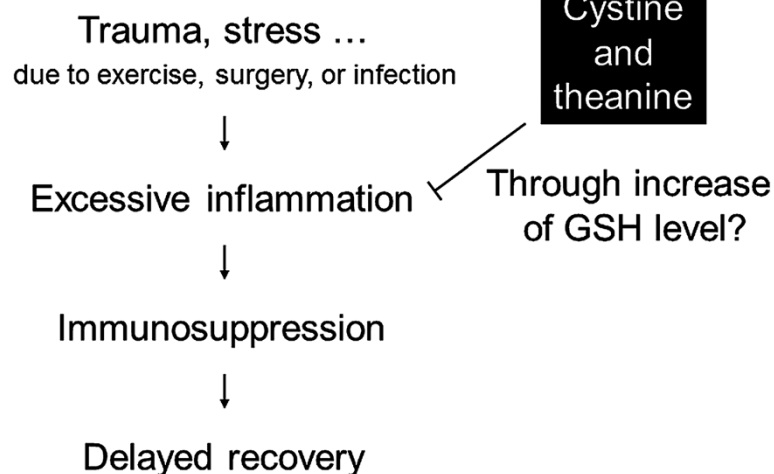 Trauma, stress …
due to exercise, surgery, or infection
Cystine
and
theanine
Excessive inflammation
Through increase
of GSH level?
Immunosuppression
Delayed recovery